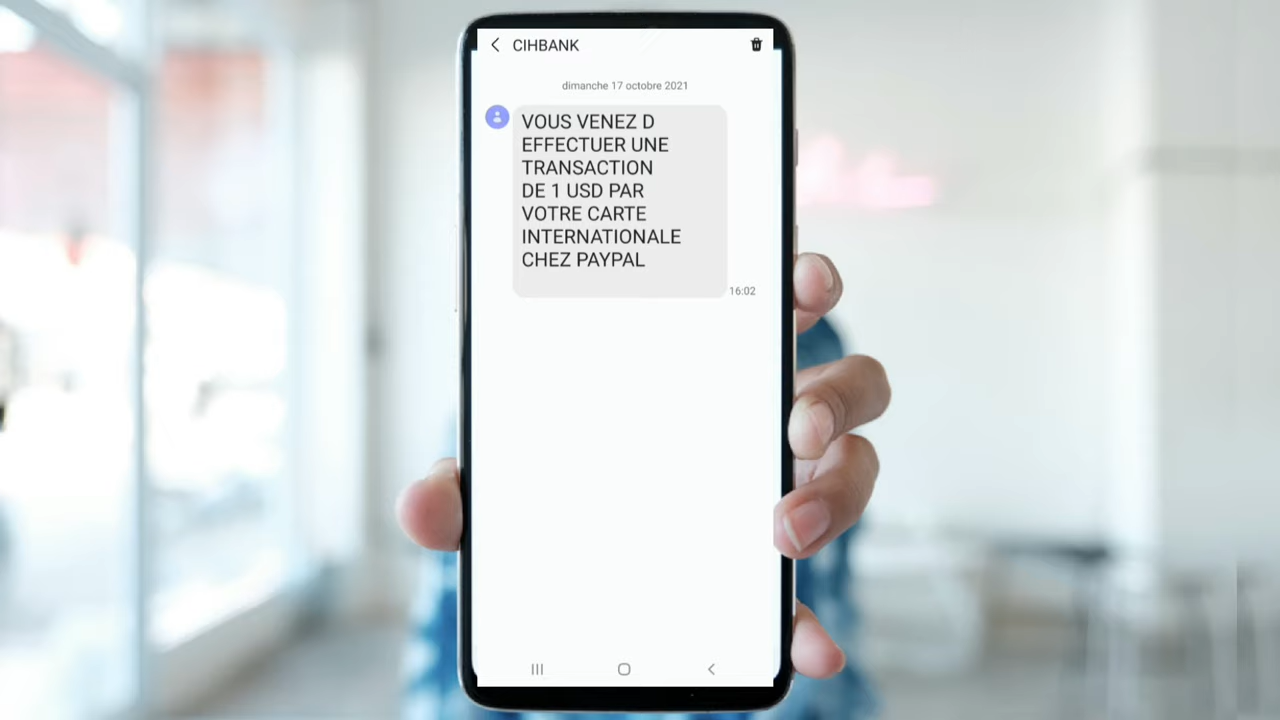 CIHBANK
dimanche 17 octobre 2021
VOUS VENEZ D
EFFECTUER UNE
TRANSACTION
DE 1 USD PAR
VOTRE CARTE
INTERNATIONALE
CHEZ PAYPAL
16:02